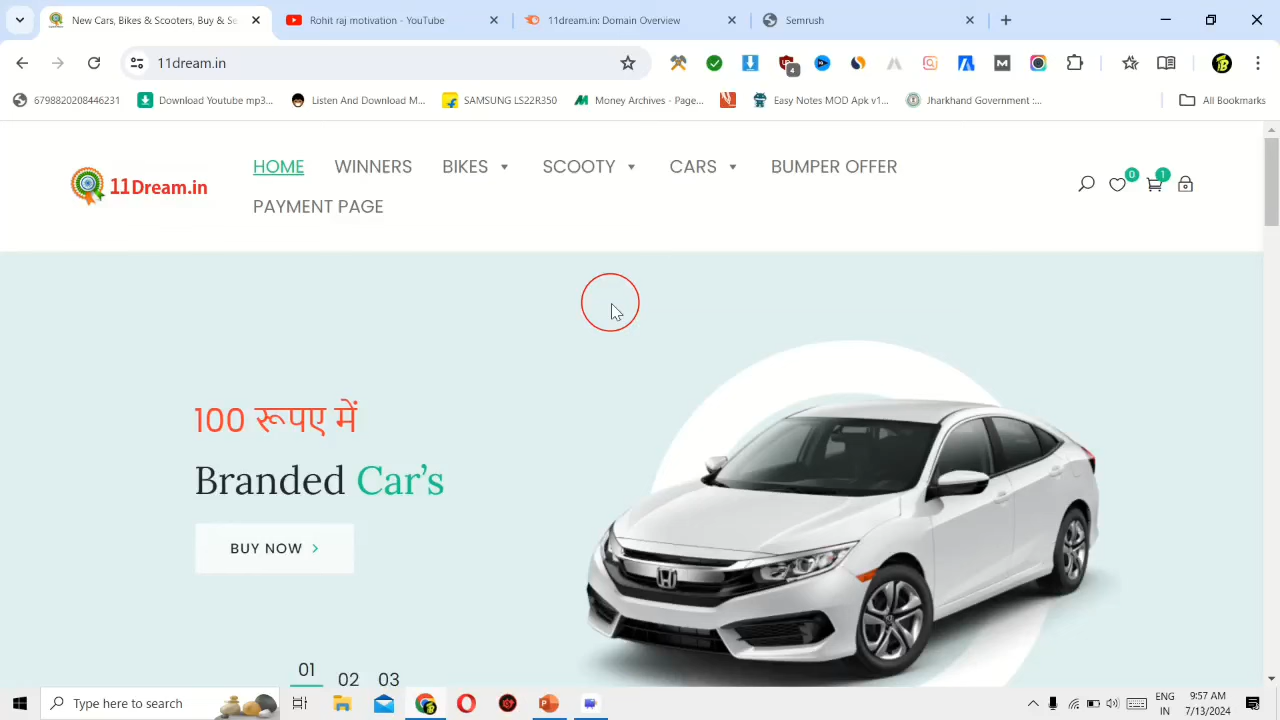 New Cars, Bikes & Scooters, Buy & Se
Rohit raj motivation - YouTube
11dream.in: Domain Overview
Semrush
11dream.in
4
67980208446231
Download Youtube mp3...
Listen And Download M...
SAMSUNG LS22R350
Money Archives - Page...
Easy Notes MOD Apk v1...
Jharkhand Government :...
All Bookmarks
11Dream.in
HOME
WINNERS
BIKES
SCOOTY
CARS
BUMPER OFFER
PAYMENT PAGE
0
1
100 रूपए में
Branded Car's
BUY NOW
01
02
03
Type here to search
ENG
IN
9:57 AM
7/13/2024